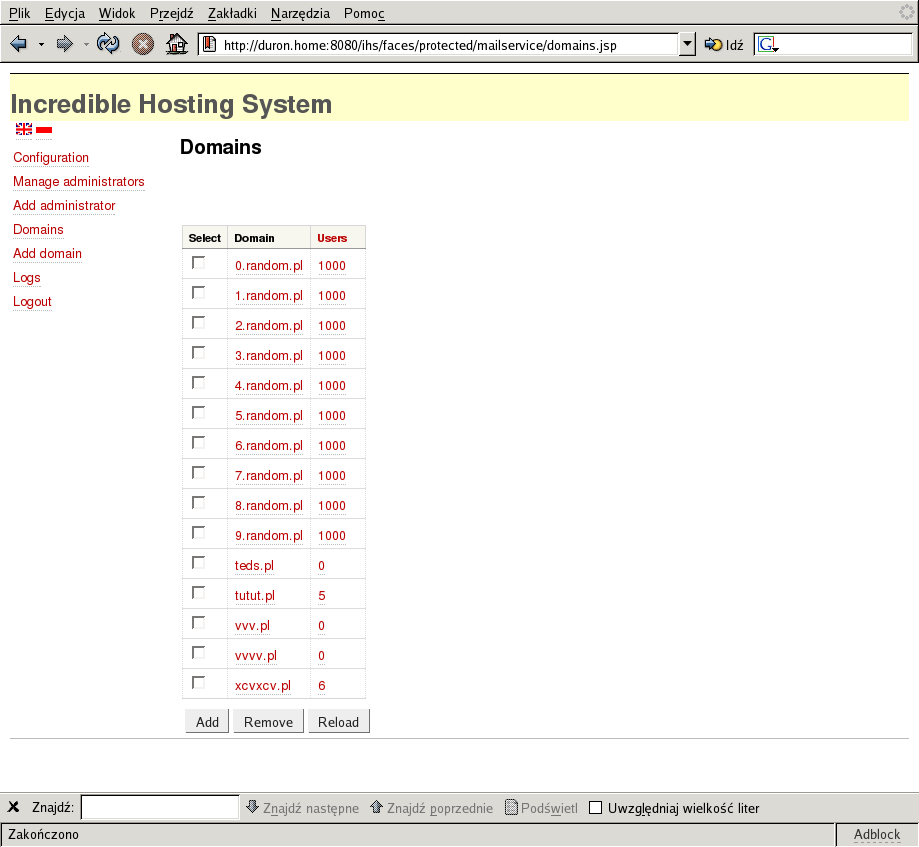 Plik Edycja Widok Przejdź Zakładki Narzędzia Pomoc
http://duron.home:8080/ihs/faces/protected/mailservice/domains.jsp Idź G
Incredible Hosting System
Domains
Configuration
Manage administrators
Add administrator
Domains
Add domain
Logs
Logout
Select Domain Users
0.random.pl 1000
1.random.pl 1000
2.random.pl 1000
3.random.pl 1000
4.random.pl 1000
5.random.pl 1000
6.random.pl 1000
7.random.pl 1000
8.random.pl 1000
9.random.pl 1000
teds.pl 0
tutut.pl 5
vvv.pl 0
vvvv.pl 0
xcvxcv.pl 6
Add Remove Reload
Znajdź: Znajdź następne Znajdź poprzednie Podświetl Uwzględniaj wielkość liter
Zakończono Adblock